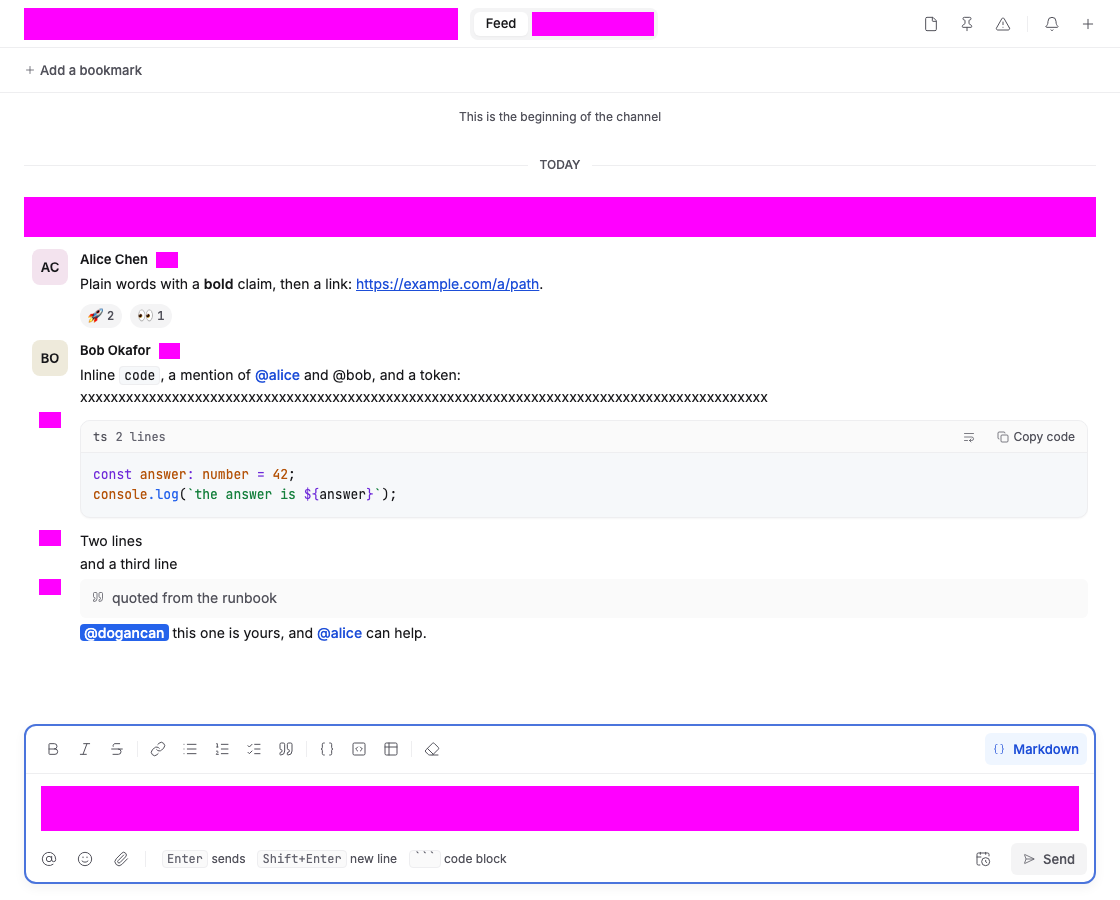 Feed
Add a bookmark
This is the beginning of the channel
TODAY
AC
Alice Chen
Plain words with a bold claim, then a link: https://example.com/a/path.
🚀 2 👀 1
BO
Bob Okafor
Inline code, a mention of @alice and @bob, and a token:
xxxxxxxxxxxxxxxxxxxxxxxxxxxxxxxxxxxxxxxxxxxxxxxxxxxxxxxxxxxxxxxxxxxxxxxxxxxxxxxxxxxxxxxxxx
ts 2 lines
Copy code
const answer: number = 42;
console.log(`the answer is ${answer}`);
Two lines
and a third line
quoted from the runbook
@dogancan this one is yours, and @alice can help.
Markdown
Enter sends Shift+Enter new line ``` code block
Send